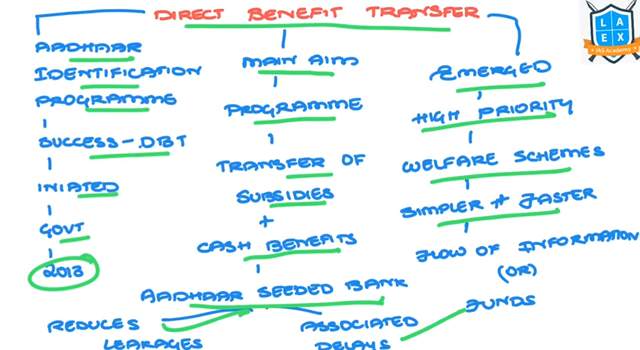 DIRECT BENEFIT TRANSFER
AADHAAR
IDENTIFICATION
PROGRAMME
SUCCESS - DBT
INIATED
GOVT
2013
MAIN AIM
PROGRAMME
TRANSFER OF
SUBSIDIES
+
CASH BENEFITS
AADHAAR SEEDED BANK
REDUCES
LEAKAGES
ASSOCIATED
DELAYS
EMERGED
HIGH PRIORITY
WELFARE SCHEMES
SIMPLER + FASTER
FLOW OF INFORMATION
(OR)
FUNDS
LA
EX
IAS Academy